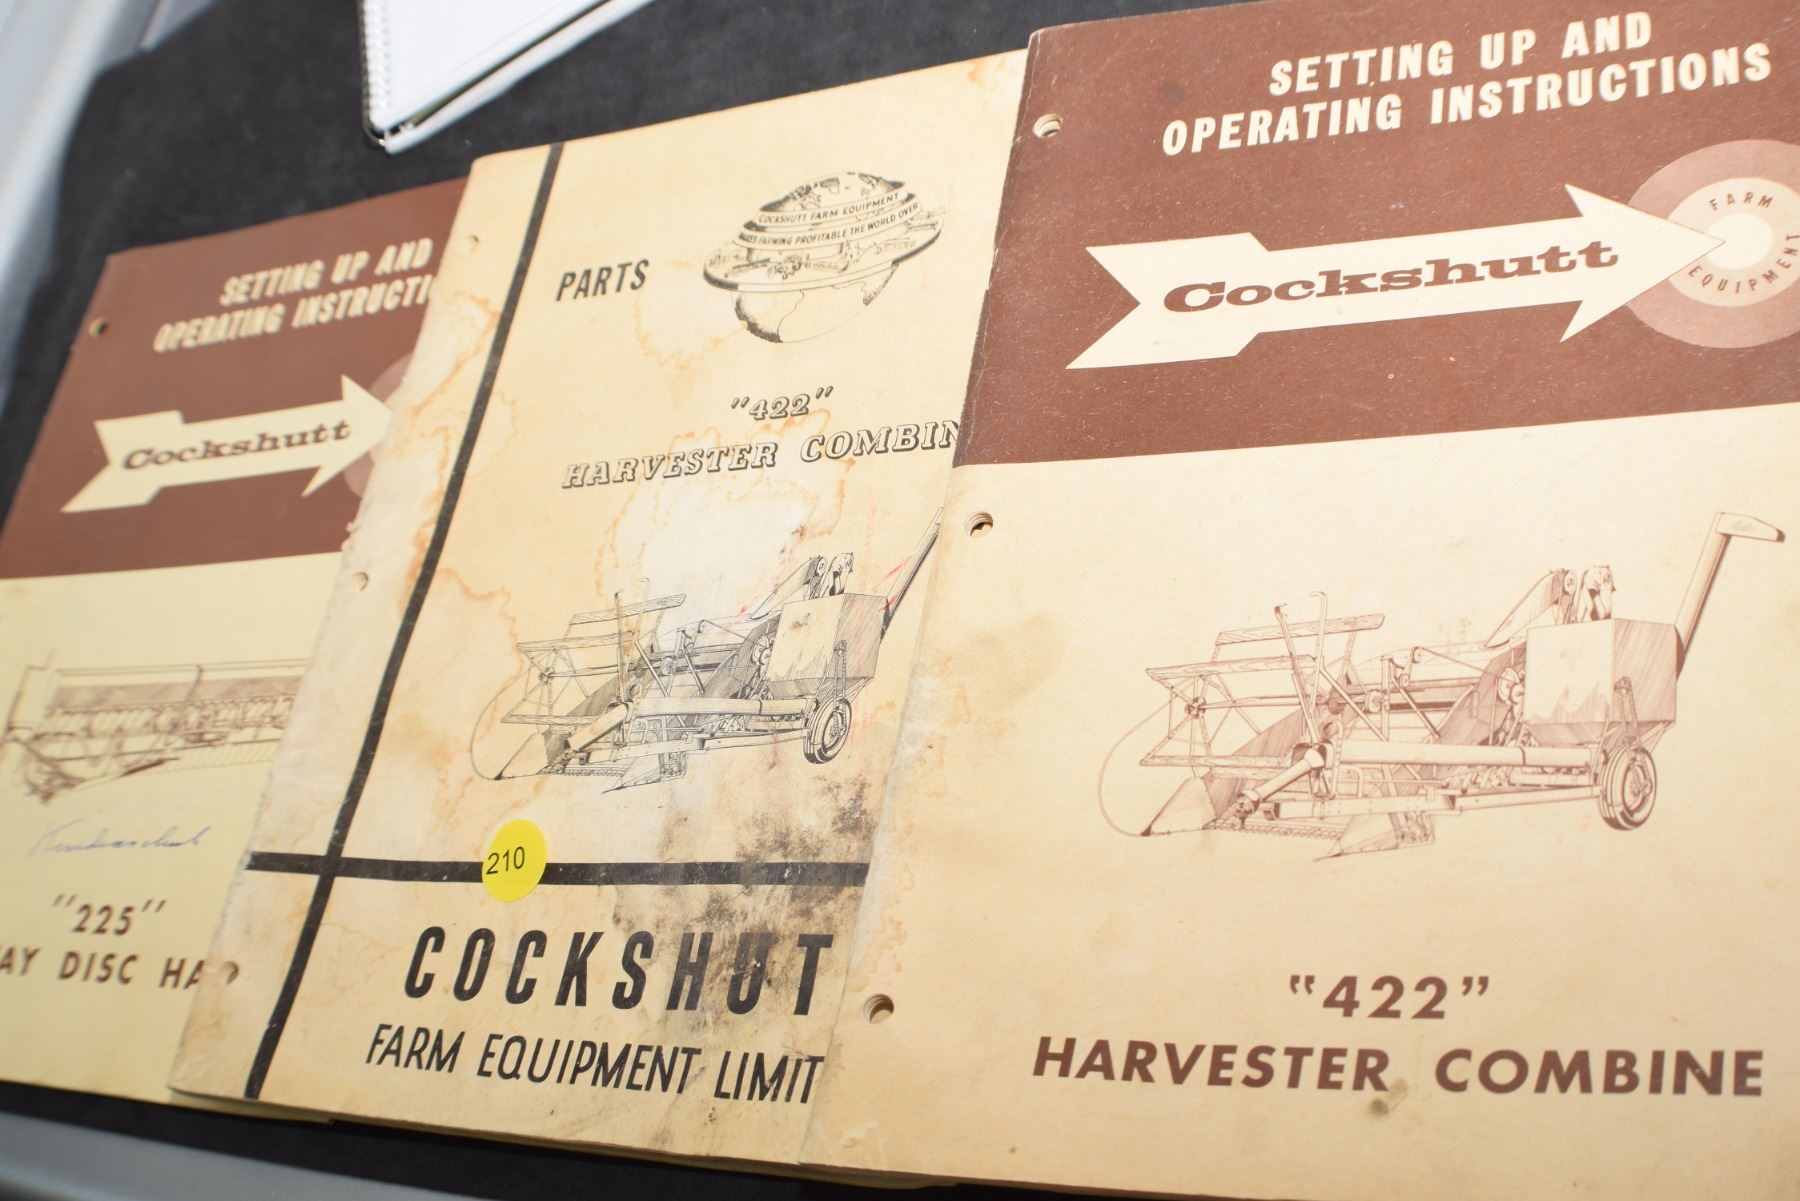 SETTING UP AND
OPERATING INSTRUCTI
Cockshutt
"225"
AY DISC HA
PARTS
COCKSHUTT FARM EQUIPMENT
MAKES FARMING PROFITABLE THE WORLD OVER
"422"
HARVESTER COMBIN
210
COCKSHUT
FARM EQUIPMENT LIMIT
SETTING UP AND
OPERATING INSTRUCTIONS
Cockshutt
FARM
EQUIPMENT
"422"
HARVESTER COMBINE